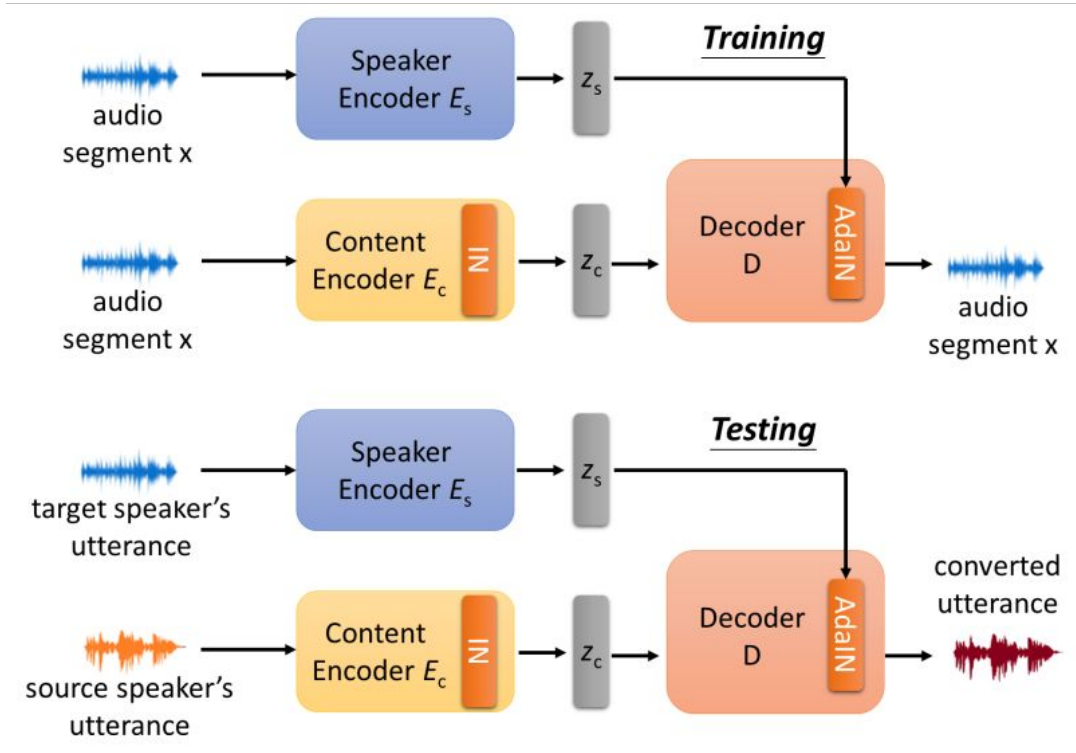 Training
Speaker
Encoder Es
zs
audio
segment x
Content
Encoder Ec
IN
zc
Decoder
D
AdaIN
audio
segment x
audio
segment x
Testing
Speaker
Encoder Es
zs
target speaker's
utterance
Content
Encoder Ec
IN
zc
Decoder
D
AdaIN
converted
utterance
source speaker's
utterance